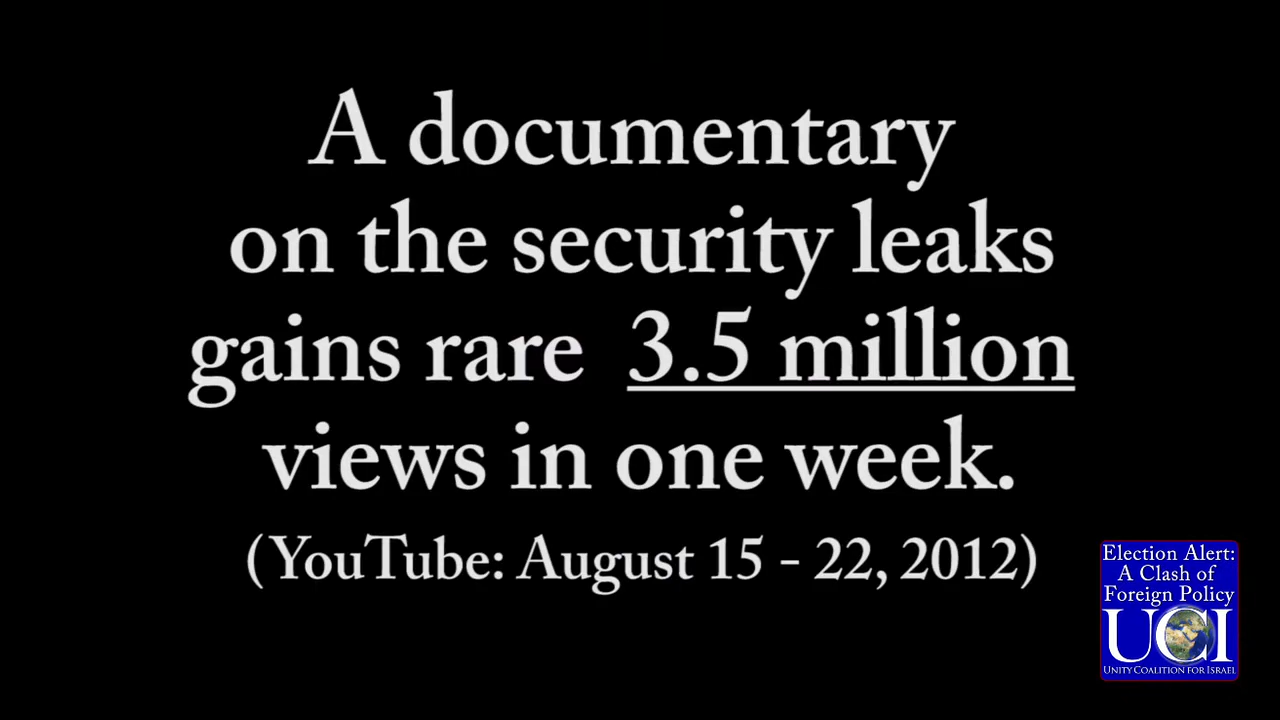 A documentary
on the security leaks
gains rare 3.5 million
views in one week.
(YouTube: August 15 - 22, 2012)
Election Alert:
A Clash of
Foreign Policy
UCI
UNITY COALITION FOR ISRAEL